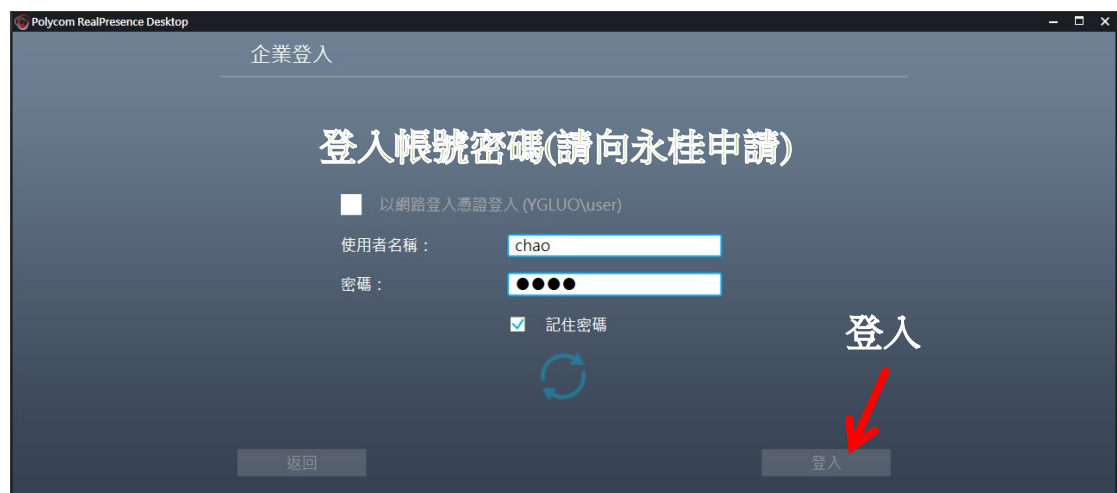 Polycom RealPresence Desktop
企業登入
登入帳號密碼(請向永桂申請)
以網路登入憑證登入 (YGLUO\user)
使用者名稱：
chao
密碼：
●●●●
記住密碼
登入
返回
登入